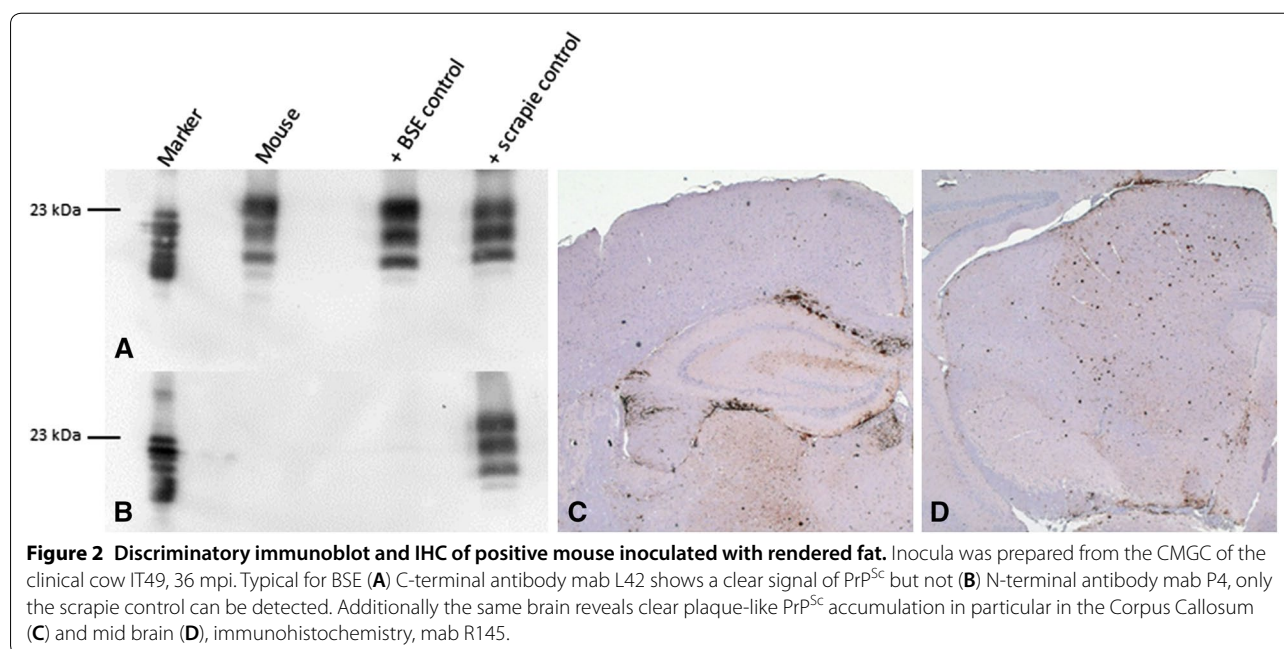 Marker
Mouse
+ BSE control
+ scrapie control
23 kDa
A
23 kDa
B
C
D
Figure 2 Discriminatory immunoblot and IHC of positive mouse inoculated with rendered fat. Inocula was prepared from the CMGC of the
clinical cow IT49, 36 mpi. Typical for BSE (A) C-terminal antibody mab L42 shows a clear signal of PrPSc but not (B) N-terminal antibody mab P4, only
the scrapie control can be detected. Additionally the same brain reveals clear plaque-like PrPSc accumulation in particular in the Corpus Callosum
(C) and mid brain (D), immunohistochemistry, mab R145.